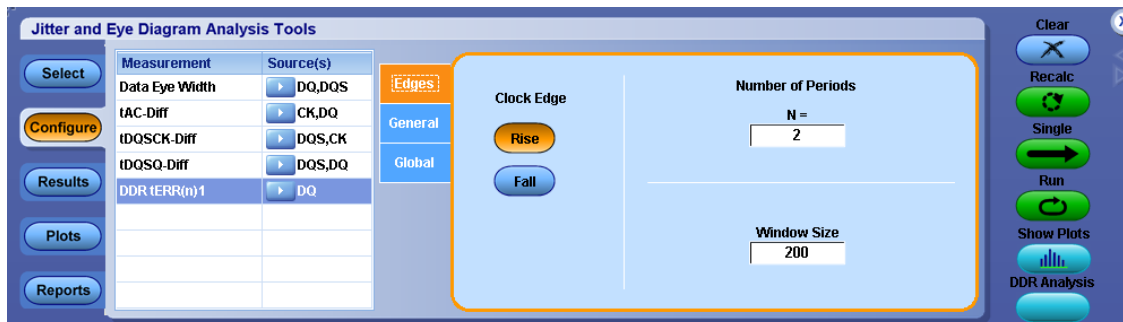 Jitter and Eye Diagram Analysis Tools
Select
Configure
Results
Plots
Reports
Measurement Source(s)
Data Eye Width DQ,DQS
tAC-Diff CK,DQ
tDQSCK-Diff DQS,CK
tDQSQ-Diff DQS,DQ
DDR tERR(n)1 DQ
Edges
General
Global
Clock Edge
Rise
Fall
Number of Periods
N =
2
Window Size
200
Clear
Recalc
Single
Run
Show Plots
DDR Analysis